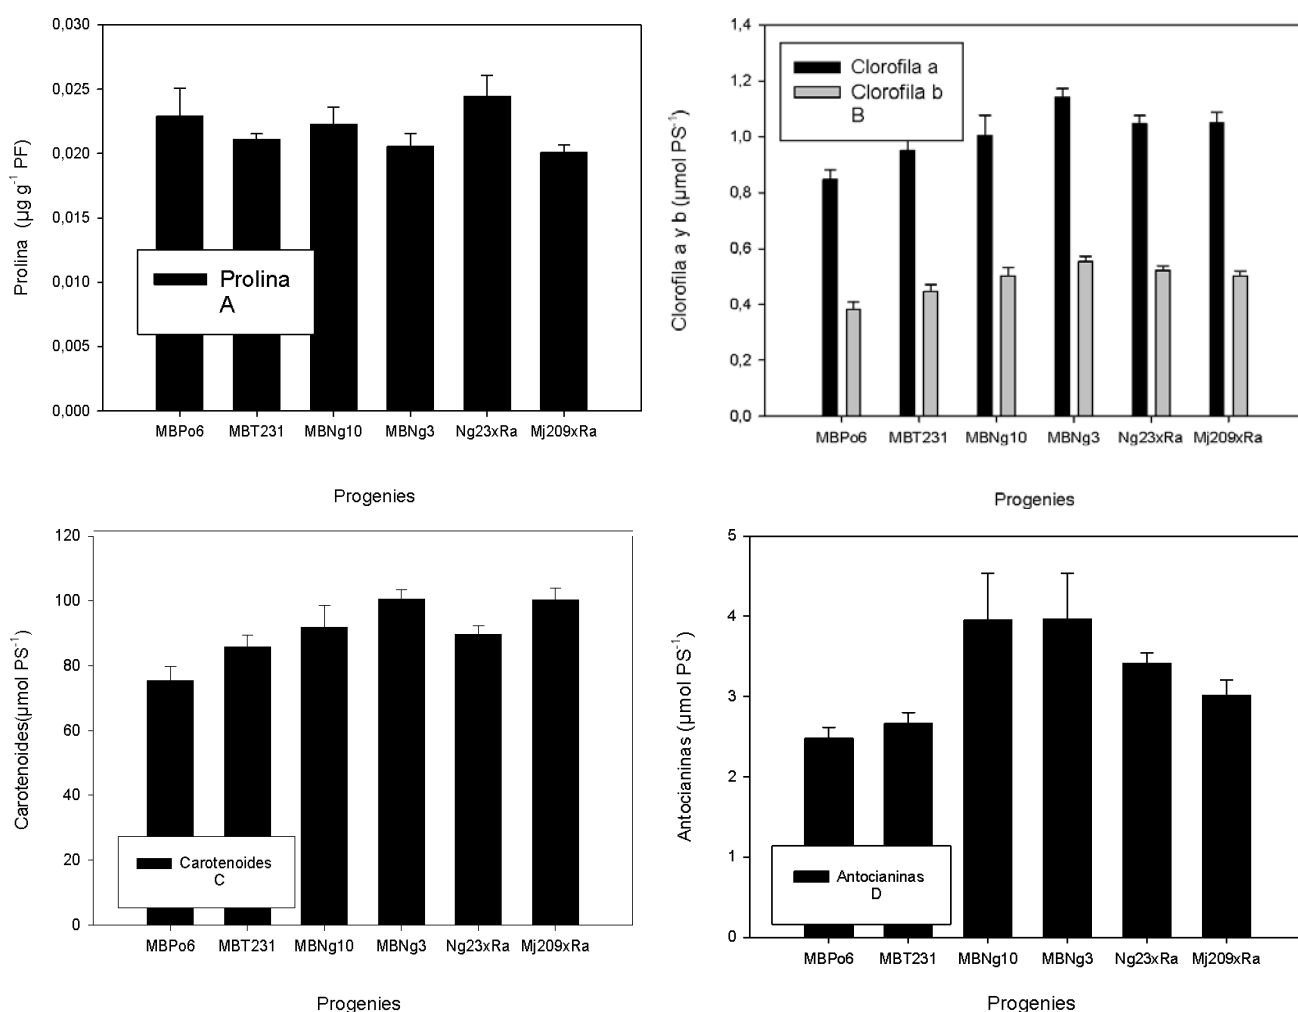 0,030
0,025
0,020
0,015
0,010
0,005
0,000
Prolina (µg g⁻¹ PF)
Prolina
A
MBPo6 MBT231 MBNg10 MBNg3 Ng23xRa Mj209xRa
Progenies
1,4
1,2
1,0
0,8
0,6
0,4
0,2
0,0
Clorofila a y b (µmol PS⁻¹)
Clorofila a
Clorofila b
B
MBPo6 MBT231 MBNg10 MBNg3 Ng23xRa Mj209xRa
Progenies
120
100
80
60
40
20
0
Carotenoides(µmol PS⁻¹)
Carotenoides
C
MBPo6 MBT231 MBNg10 MBNg3 Ng23xRa Mj209xRa
Progenies
5
4
3
2
1
0
Antocianinas (µmol PS⁻¹)
Antocianinas
D
MBPo6 MBT231 MBNg10 MBNg3 Ng23xRa Mj209xRa
Progenies